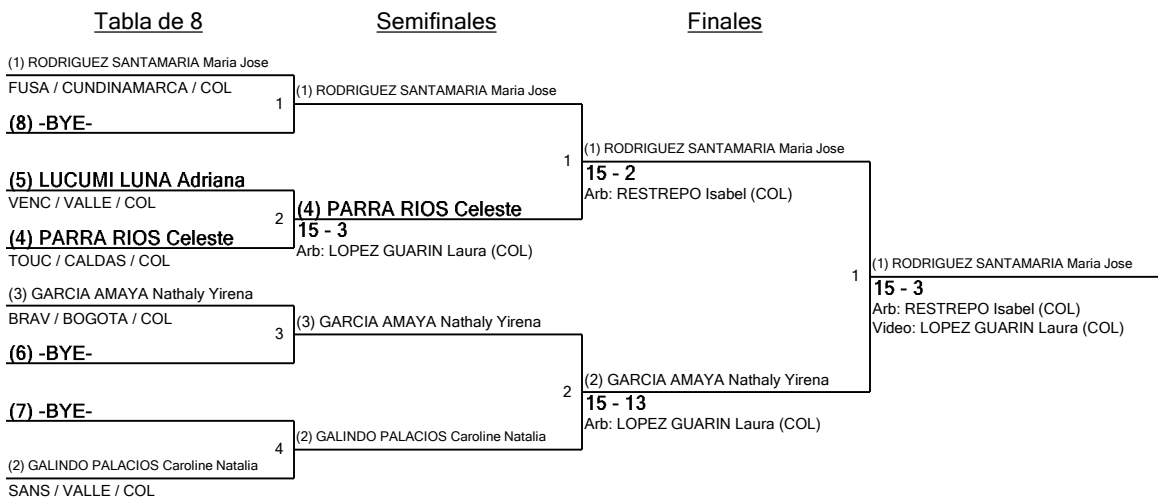 Tabla de 8
Semifinales
Finales
(1) RODRIGUEZ SANTAMARIA Maria Jose
FUSA / CUNDINAMARCA / COL
1
(8) -BYE-
(1) RODRIGUEZ SANTAMARIA Maria Jose
(5) LUCUMI LUNA Adriana
VENC / VALLE / COL
2
(4) PARRA RIOS Celeste
TOUC / CALDAS / COL
(4) PARRA RIOS Celeste
15 - 3
Arb: LOPEZ GUARIN Laura (COL)
1
(1) RODRIGUEZ SANTAMARIA Maria Jose
15 - 2
Arb: RESTREPO Isabel (COL)
(3) GARCIA AMAYA Nathaly Yirena
BRAV / BOGOTA / COL
3
(6) -BYE-
(3) GARCIA AMAYA Nathaly Yirena
(7) -BYE-
4
(2) GALINDO PALACIOS Caroline Natalia
SANS / VALLE / COL
(2) GALINDO PALACIOS Caroline Natalia
2
(2) GARCIA AMAYA Nathaly Yirena
15 - 13
Arb: LOPEZ GUARIN Laura (COL)
1
(1) RODRIGUEZ SANTAMARIA Maria Jose
15 - 3
Arb: RESTREPO Isabel (COL)
Video: LOPEZ GUARIN Laura (COL)